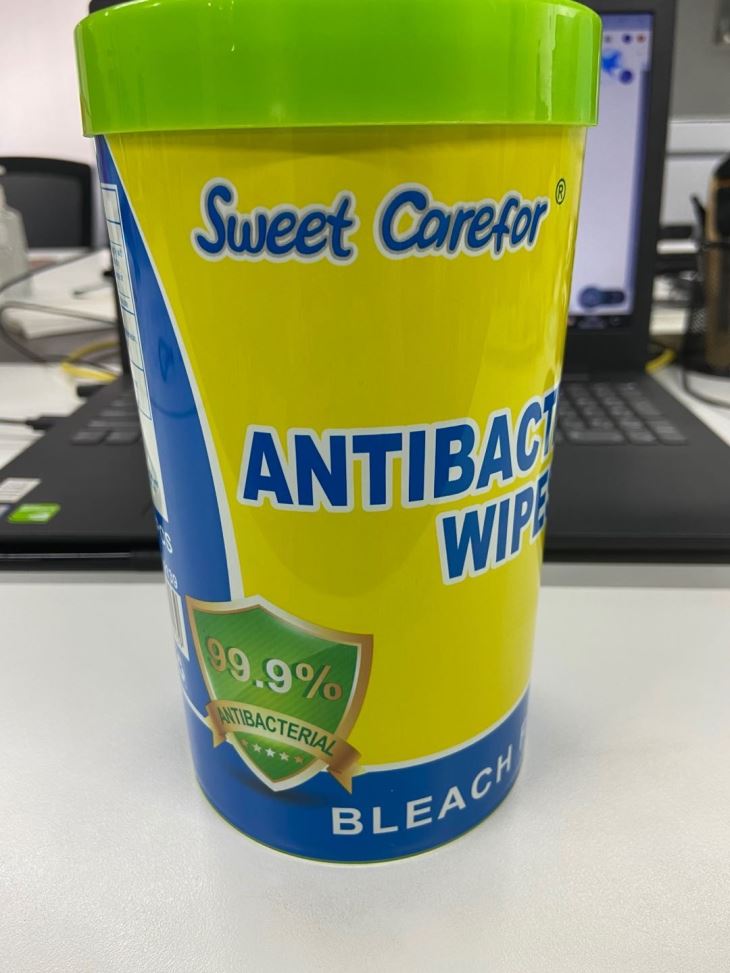 Sweet Carefor®
ANTIBACT
WIPE
99.9%
ANTIBACTERIAL
BLEACH